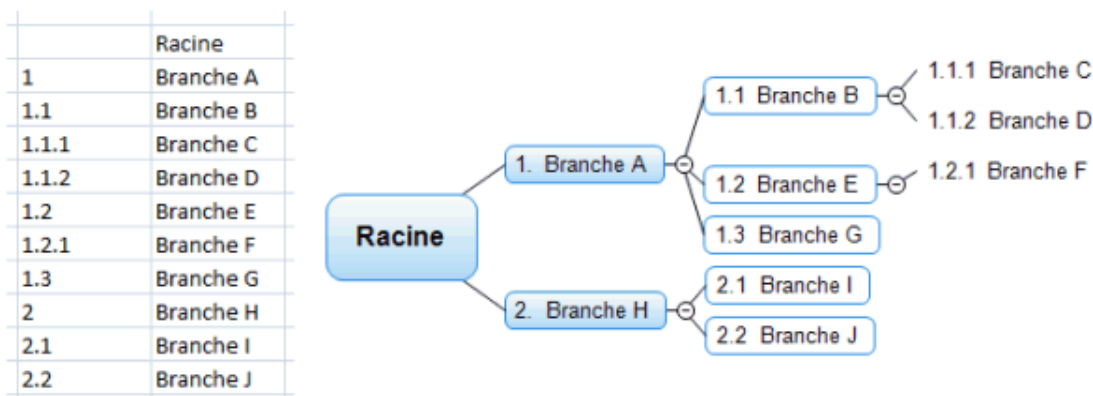 Racine
1 Branche A
1.1 Branche B
1.1.1 Branche C
1.1.2 Branche D
1.2 Branche E
1.2.1 Branche F
1.3 Branche G
2 Branche H
2.1 Branche I
2.2 Branche J
Racine
1. Branche A
1.1 Branche B
1.1.1 Branche C
1.1.2 Branche D
1.2 Branche E
1.2.1 Branche F
1.3 Branche G
2. Branche H
2.1 Branche I
2.2 Branche J